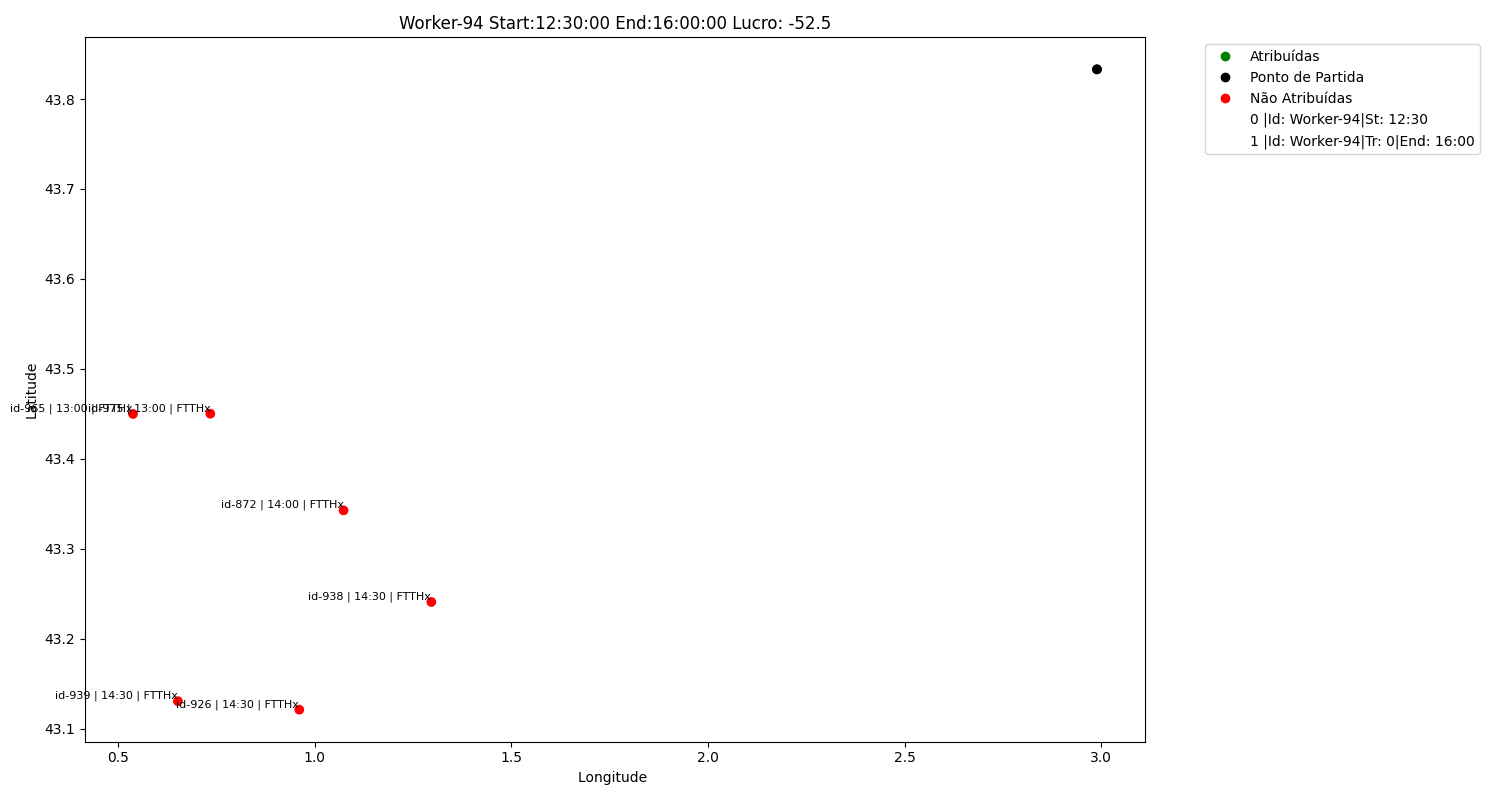 Worker-94 Start:12:30:00 End:16:00:00 Lucro: -52.5
Atribuídas
Ponto de Partida
Não Atribuídas
0 |Id: Worker-94|St: 12:30
1 |Id: Worker-94|Tr: 0|End: 16:00
43.8
43.7
43.6
43.5
43.4
43.3
43.2
43.1
Latitude
id-965 | 13:00 | FTTHx
id-975 | 13:00 | FTTHx
id-872 | 14:00 | FTTHx
id-938 | 14:30 | FTTHx
id-939 | 14:30 | FTTHx
id-926 | 14:30 | FTTHx
0.5
1.0
1.5
2.0
2.5
3.0
Longitude